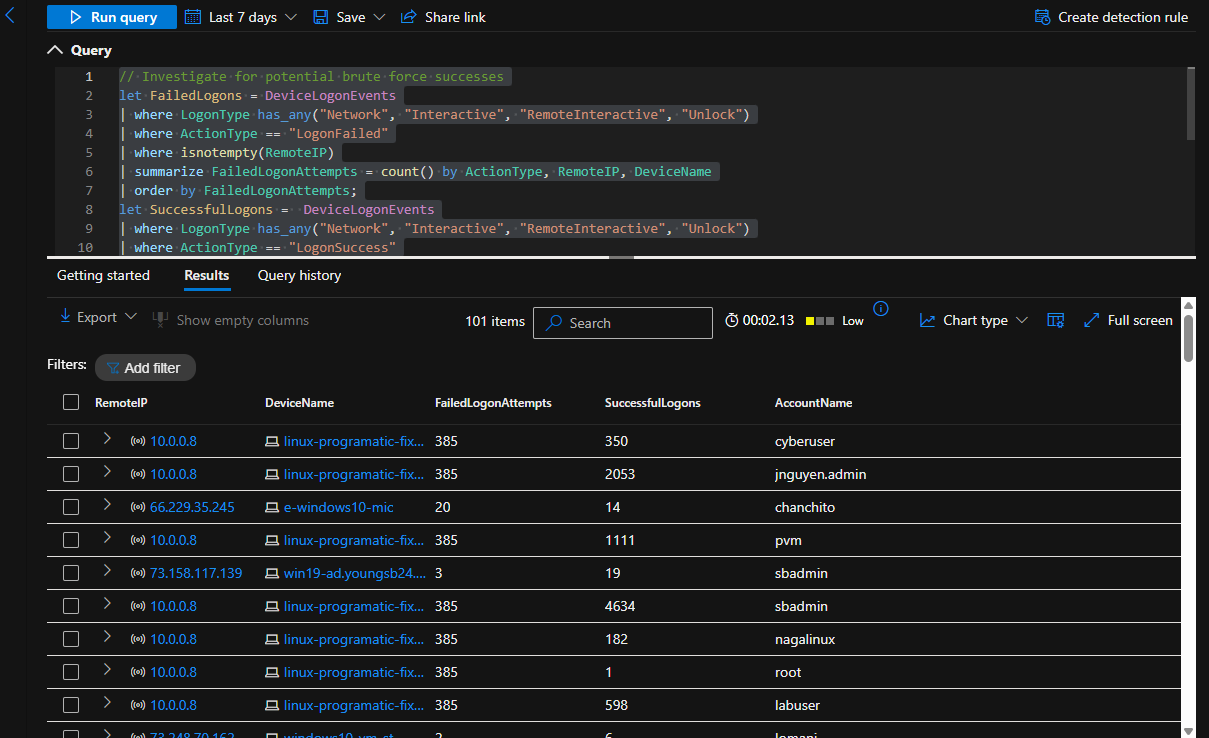 Run query Last 7 days Save Share link Create detection rule
Query
1 // Investigate for potential brute force successes
2 let FailedLogons = DeviceLogonEvents
3 | where LogonType has_any("Network", "Interactive", "RemoteInteractive", "Unlock")
4 | where ActionType == "LogonFailed"
5 | where isnotempty(RemoteIP)
6 | summarize FailedLogonAttempts = count() by ActionType, RemoteIP, DeviceName
7 | order by FailedLogonAttempts;
8 let SuccessfulLogons =  DeviceLogonEvents
9 | where LogonType has_any("Network", "Interactive", "RemoteInteractive", "Unlock")
10 | where ActionType == "LogonSuccess"
Getting started Results Query history
Export Show empty columns 101 items Search 00:02.13 Low Chart type Full screen
Filters: Add filter
RemoteIP DeviceName FailedLogonAttempts SuccessfulLogons AccountName
10.0.0.8 linux-programatic-fix... 385 350 cyberuser
10.0.0.8 linux-programatic-fix... 385 2053 jnguyen.admin
66.229.35.245 e-windows10-mic 20 14 chanchito
10.0.0.8 linux-programatic-fix... 385 1111 pvm
73.158.117.139 win19-ad.youngsb24.... 3 19 sbadmin
10.0.0.8 linux-programatic-fix... 385 4634 sbadmin
10.0.0.8 linux-programatic-fix... 385 182 nagalinux
10.0.0.8 linux-programatic-fix... 385 1 root
10.0.0.8 linux-programatic-fix... 385 598 labuser